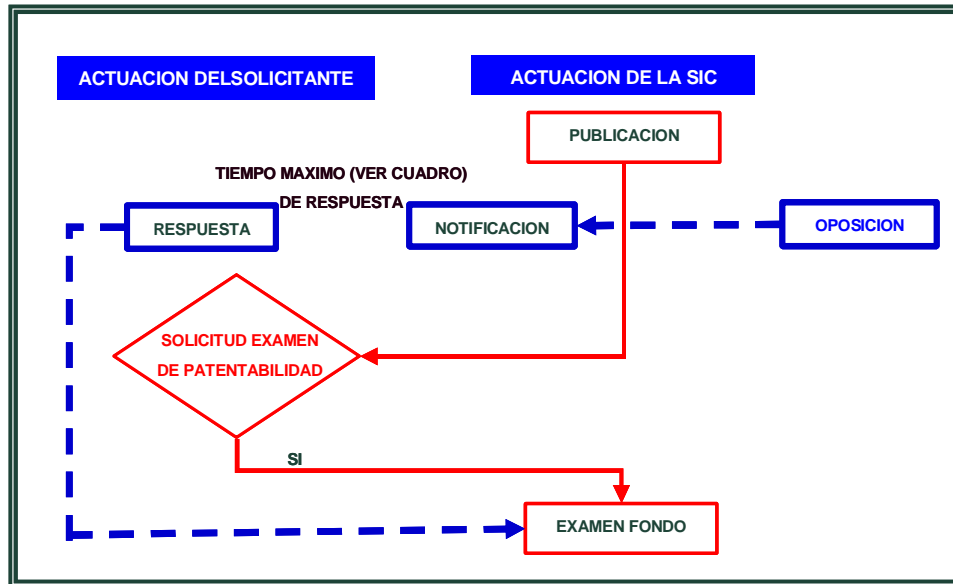 ACTUACION DELSOLICITANTE
ACTUACION DE LA SIC
PUBLICACION
TIEMPO MAXIMO (VER CUADRO)
DE RESPUESTA
RESPUESTA
NOTIFICACION
OPOSICION
SOLICITUD EXAMEN
DE PATENTABILIDAD
SI
EXAMEN FONDO